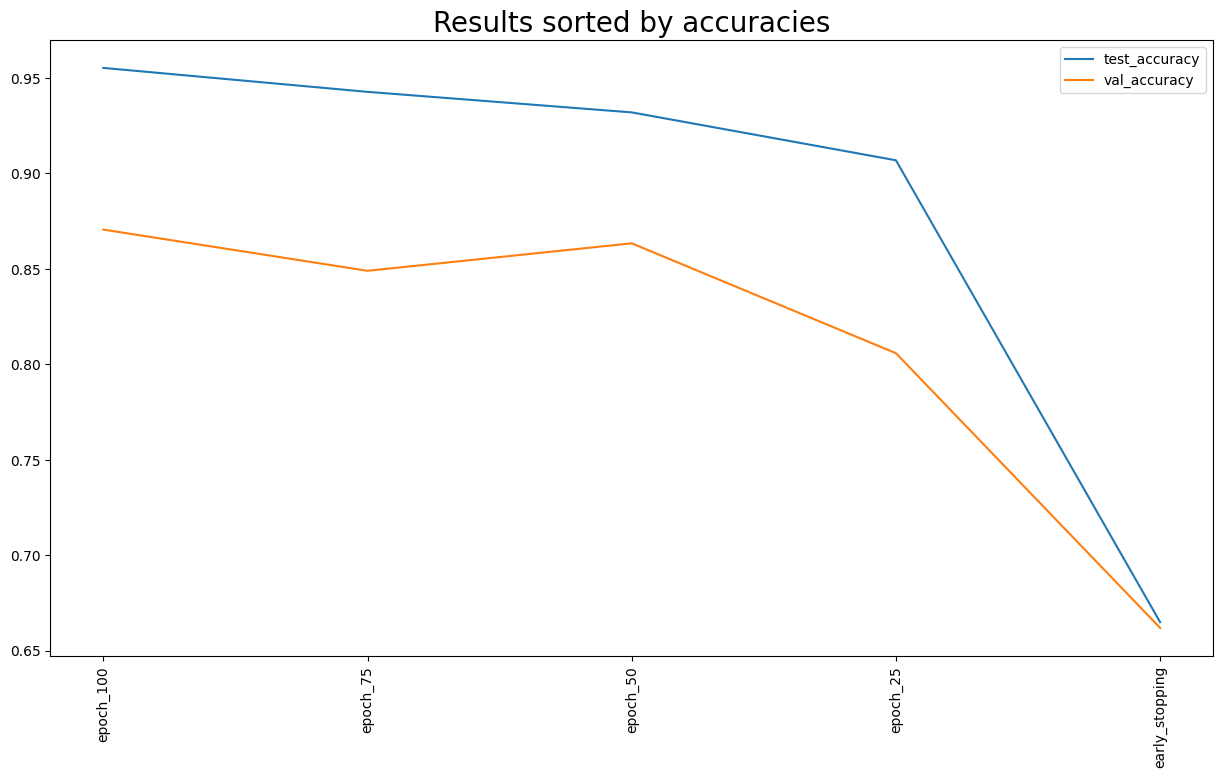 Results sorted by accuracies
test_accuracy
val_accuracy
0.95
0.90
0.85
0.80
0.75
0.70
0.65
epoch_100
epoch_75
epoch_50
epoch_25
early_stopping